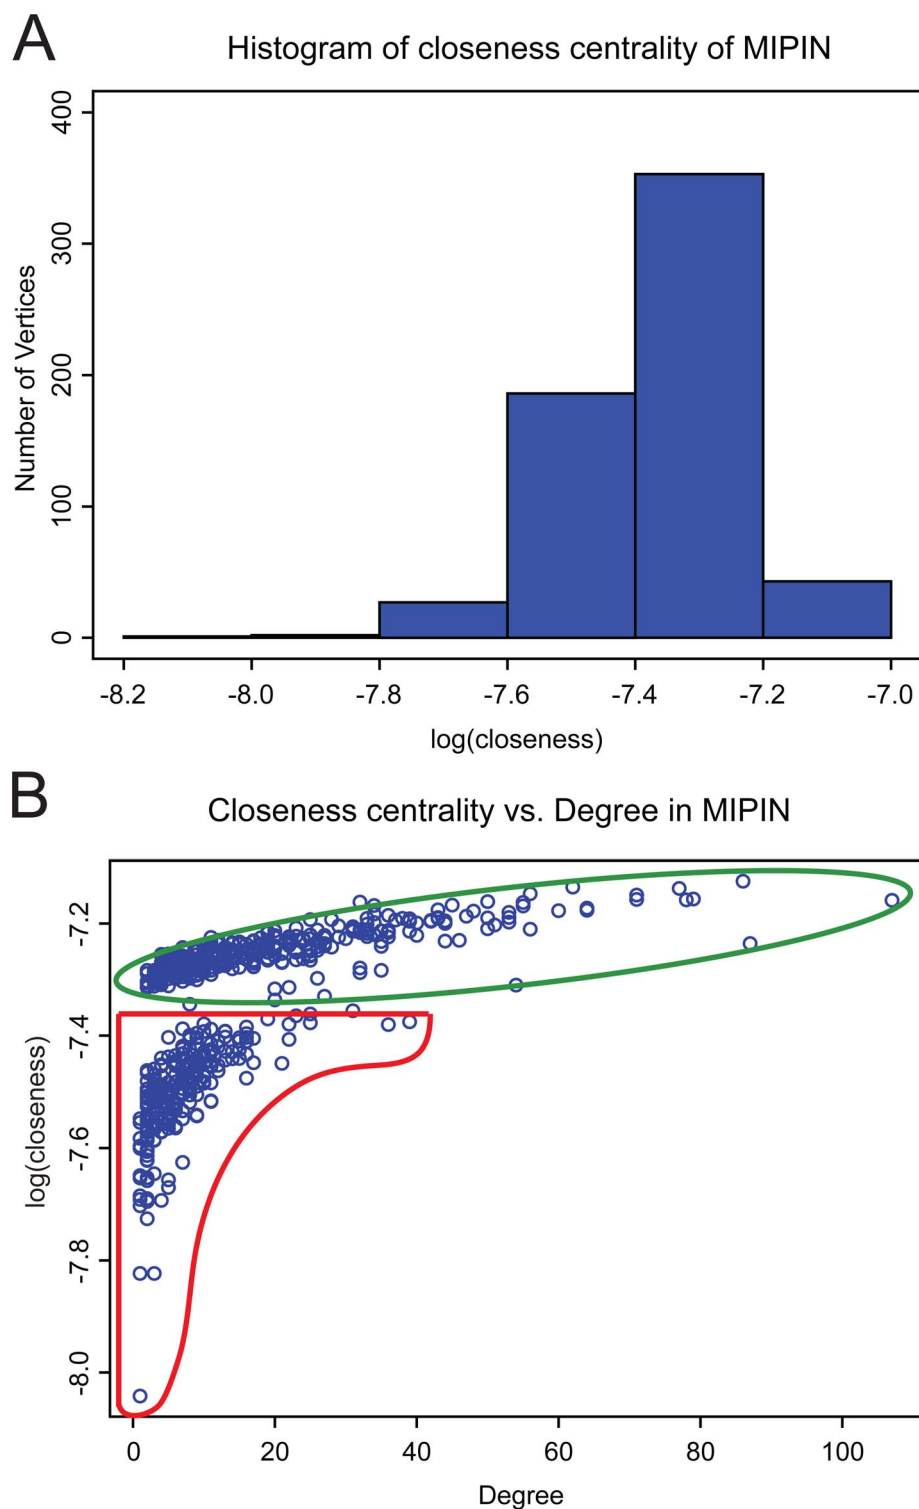 A
Histogram of closeness centrality of MIPIN
400
300
200
100
0
Number of Vertices
-8.2 -8.0 -7.8 -7.6 -7.4 -7.2 -7.0
log(closeness)
B
Closeness centrality vs. Degree in MIPIN
-7.2
-7.4
-7.6
-7.8
-8.0
log(closeness)
0 20 40 60 80 100
Degree